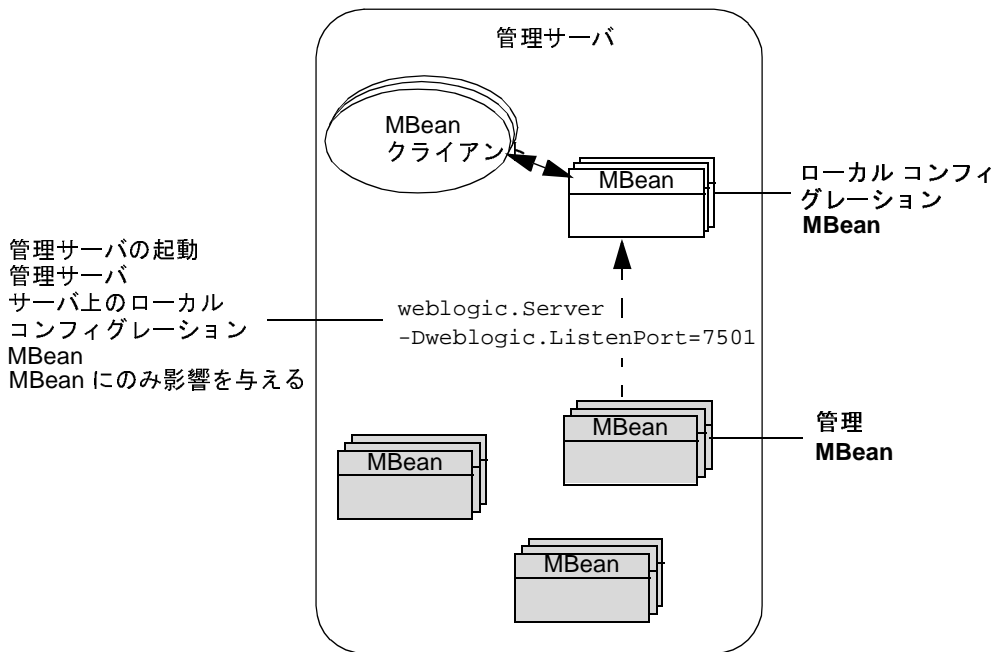 管理サーバ
MBean
クライアント
MBean
ローカル コンフィ
グレーション
MBean
管理サーバの起動
管理サーバ
サーバ上のローカル
コンフィグレーション
MBean
MBean にのみ影響を与える
weblogic.Server
-Dweblogic.ListenPort=7501
MBean
管理
MBean
MBean
MBean